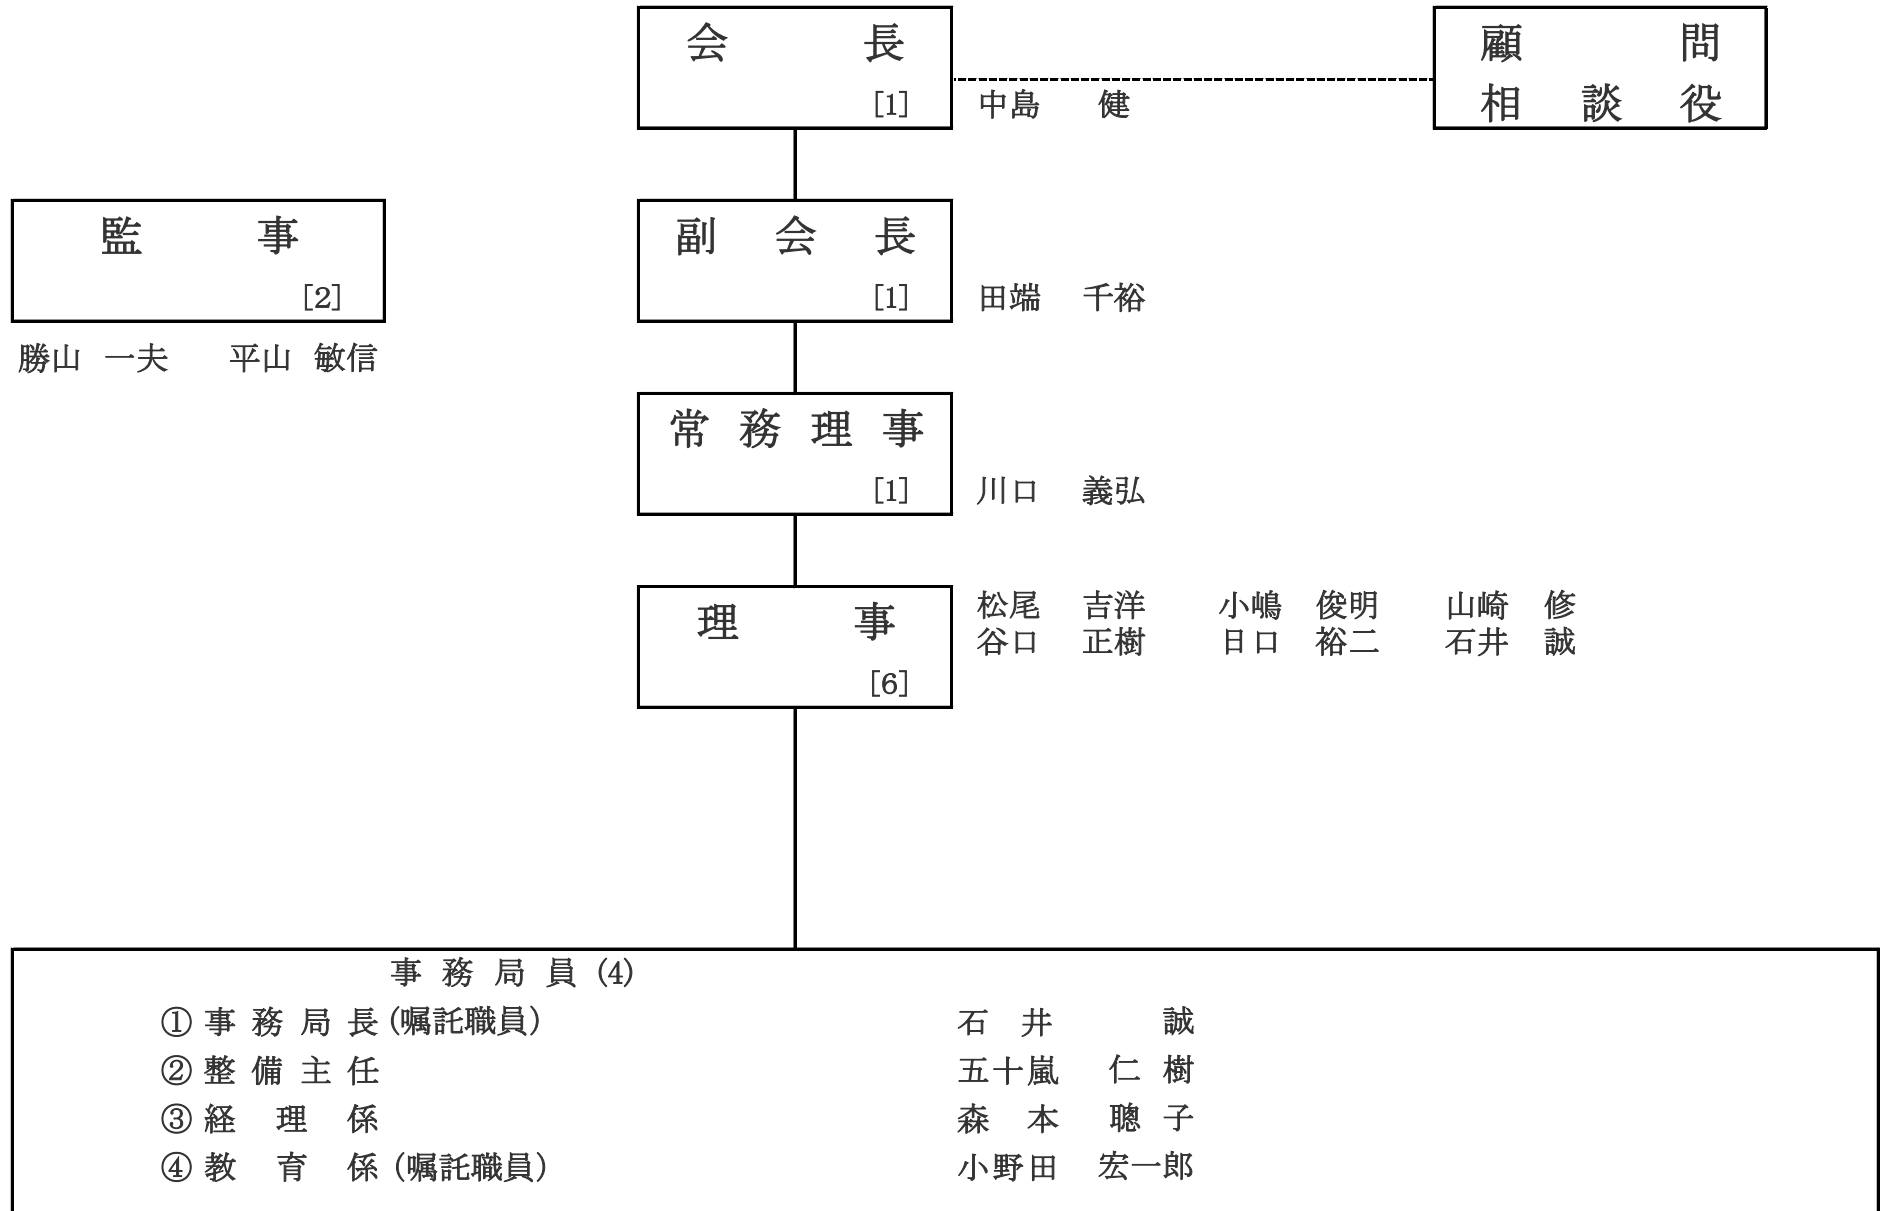 会長
[1]
中島 健
顧問
相談役
監事
[2]
勝山 一夫 平山 敏信
副会長
[1]
田端 千裕
常務理事
[1]
川口 義弘
理事
[6]
松尾 吉洋 小嶋 俊明 山崎 修
谷口 正樹 日口 裕二 石井 誠
事務局員(4)
①事務局長(嘱託職員) 石井 誠
②整備主任 五十嵐 仁樹
③経理係 森本 聰子
④教育係(嘱託職員) 小野田 宏一郎